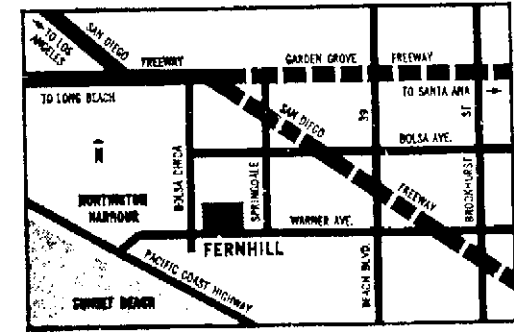 TO LOS
ANGELES
SAN DIEGO
FREEWAY
GARDEN GROVE
FREEWAY
TO LONG BEACH
TO SANTA ANA
SAN DIEGO
39
ST
BOLSA AVE.
N
BOLSA CHICA
SPRINGDALE
BROOKHURST
HUNTINGTON
HARBOUR
FREEWAY
WARNER AVE.
FERNHILL
BEACH BLVD.
PACIFIC COAST HIGHWAY
SUNSET BEACH